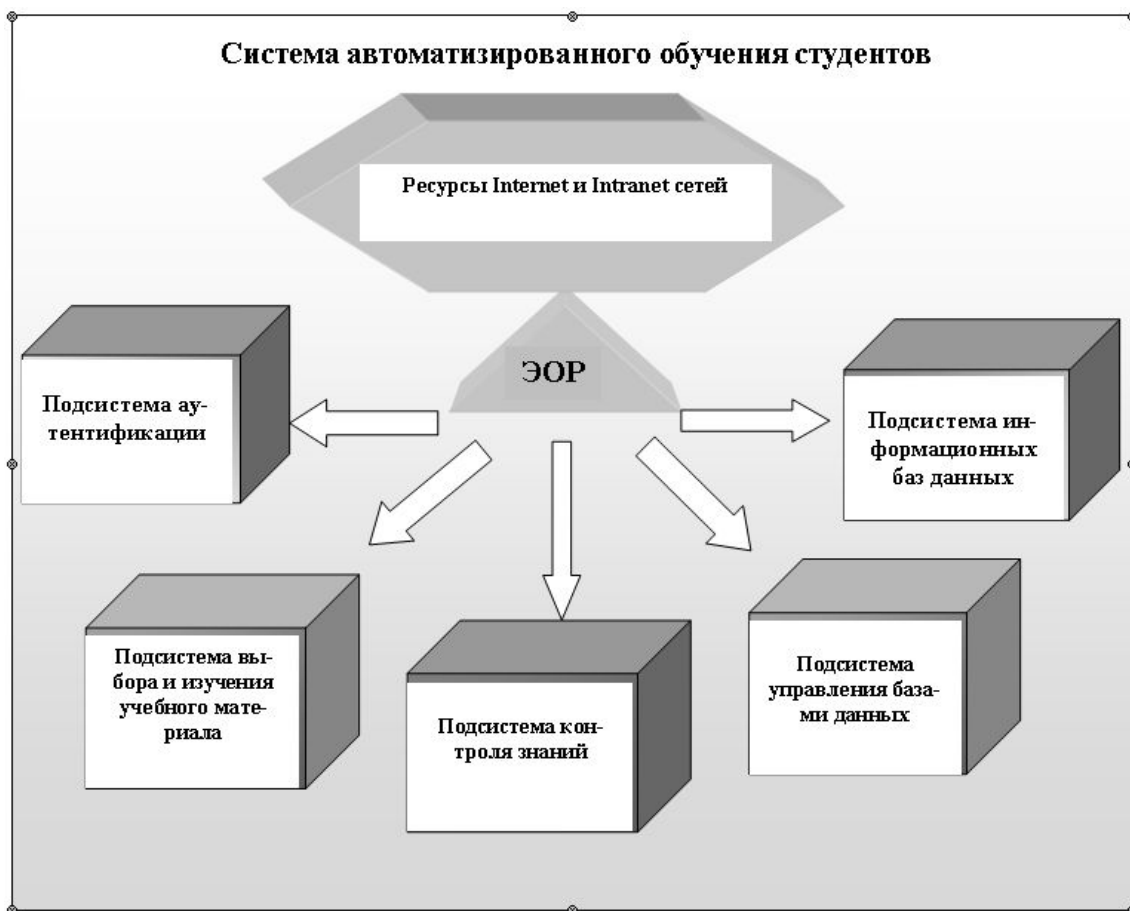 Система автоматизированного обучения студентов
Ресурсы Internet и Intranet сетей
ЭОР
Подсистема ау-
тентификации
Подсистема ин-
формационных
баз данных
Подсистема вы-
бора и изучения
учебного мате-
риала
Подсистема кон-
троля знаний
Подсистема
управления база-
ми данных